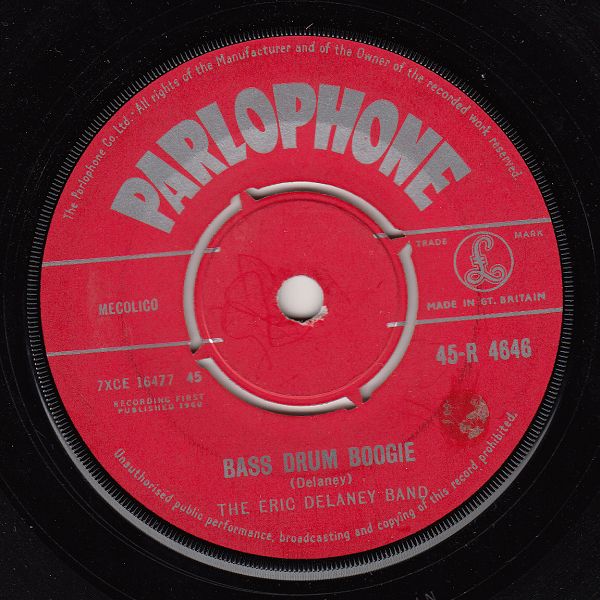 The Parlophone Co. Ltd. · All rights of the Manufacturer and of the Owner of the recorded work reserved
PARLOPHONE
TRADE MARK
£
MADE IN GT. BRITAIN
MECOLICO
45-R 4646
7XCE 16477 45
RECORDING FIRST
PUBLISHED 1960
BASS DRUM BOOGIE
(Delaney)
THE ERIC DELANEY BAND
Unauthorised public performance, broadcasting and copying of this record prohibited.